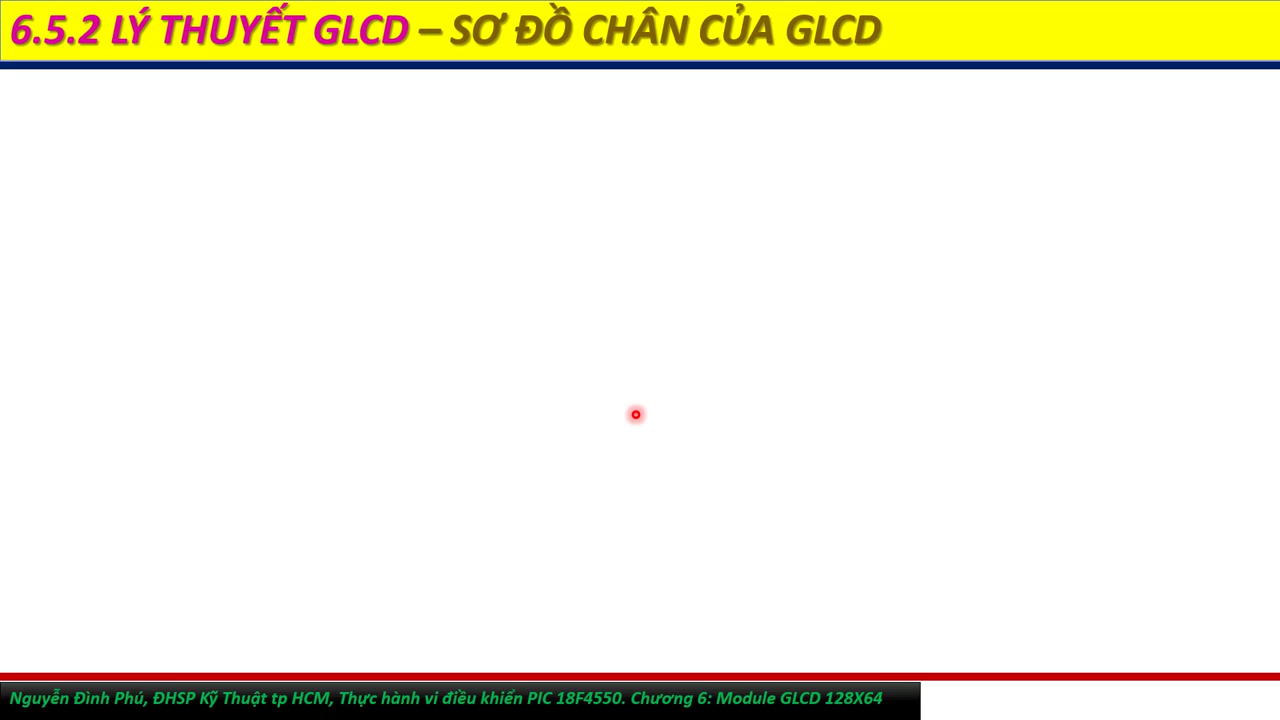 6.5.2 LÝ THUYẾT GLCD – SƠ ĐỒ CHÂN CỦA GLCD
Nguyễn Đình Phú, ĐHSP Kỹ Thuật tp HCM, Thực hành vi điều khiển PIC 18F4550. Chương 6: Module GLCD 128X64